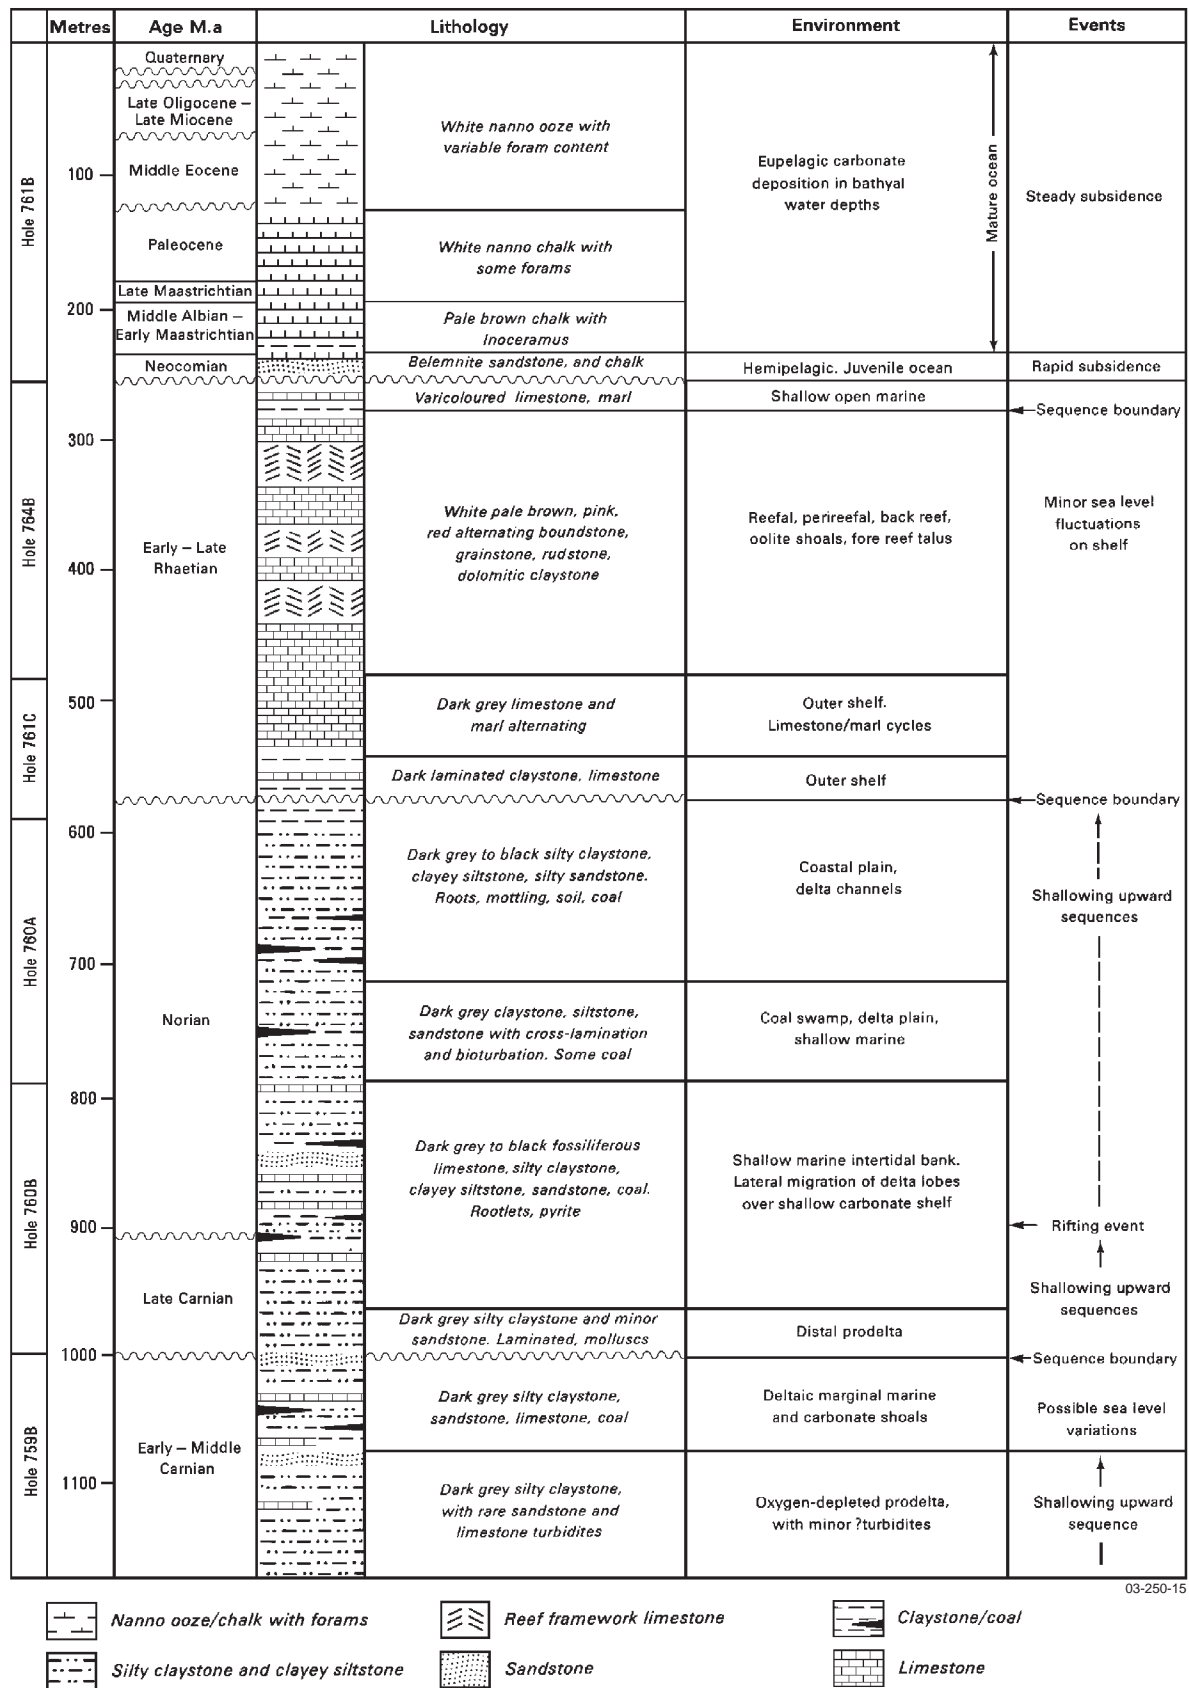 Metres
Age M.a
Lithology
Environment
Events
Hole 761B
Hole 764B
Hole 761C
Hole 760A
Hole 760B
Hole 759B
100
200
300
400
500
600
700
800
900
1000
1100
Quaternary
Late Oligocene –
Late Miocene
Middle Eocene
Paleocene
Late Maastrichtian
Middle Albian –
Early Maastrichtian
Neocomian
Early – Late
Rhaetian
Norian
Late Carnian
Early – Middle
Carnian
White nanno ooze with
variable foram content
White nanno chalk with
some forams
Pale brown chalk with
Inoceramus
Belemnite sandstone, and chalk
Varicoloured limestone, marl
White pale brown, pink,
red alternating boundstone,
grainstone, rudstone,
dolomitic claystone
Dark grey limestone and
marl alternating
Dark laminated claystone, limestone
Dark grey to black silty claystone,
clayey siltstone, silty sandstone.
Roots, mottling, soil, coal
Dark grey claystone, siltstone,
sandstone with cross-lamination
and bioturbation. Some coal
Dark grey to black fossiliferous
limestone, silty claystone,
clayey siltstone, sandstone, coal.
Rootlets, pyrite
Dark grey silty claystone and minor
sandstone. Laminated, molluscs
Dark grey silty claystone,
sandstone, limestone, coal
Dark grey silty claystone,
with rare sandstone and
limestone turbidites
Eupelagic carbonate
deposition in bathyal
water depths
Mature ocean
Hemipelagic. Juvenile ocean
Shallow open marine
Reefal, perireefal, back reef,
oolite shoals, fore reef talus
Outer shelf.
Limestone/marl cycles
Outer shelf
Coastal plain,
delta channels
Coal swamp, delta plain,
shallow marine
Shallow marine intertidal bank.
Lateral migration of delta lobes
over shallow carbonate shelf
Distal prodelta
Deltaic marginal marine
and carbonate shoals
Oxygen-depleted prodelta,
with minor ?turbidites
Steady subsidence
Rapid subsidence
Sequence boundary
Minor sea level
fluctuations
on shelf
Sequence boundary
Shallowing upward
sequences
Rifting event
Shallowing upward
sequences
Sequence boundary
Possible sea level
variations
Shallowing upward
sequence
03-250-15
Nanno ooze/chalk with forams
Reef framework limestone
Claystone/coal
Silty claystone and clayey siltstone
Sandstone
Limestone